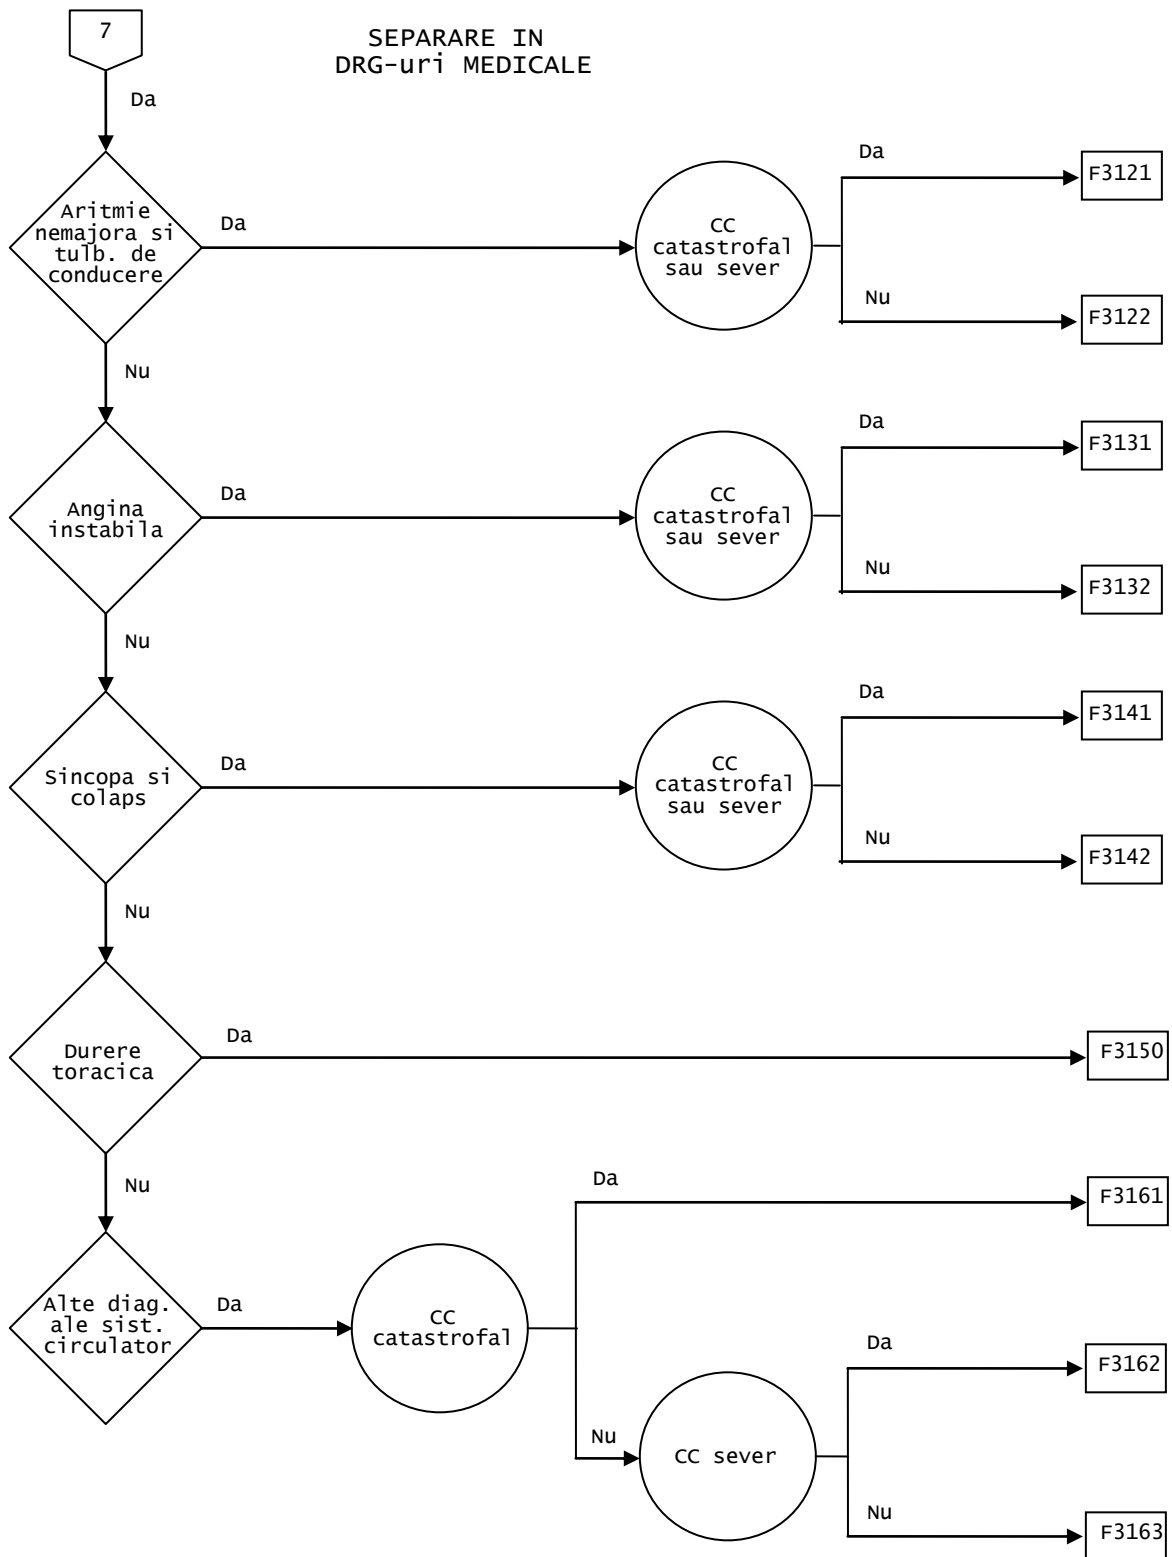 7
SEPARARE IN
DRG-uri MEDICALE
Da
Aritmie
nemajora si
tulb. de
conducere
Da
CC
catastrofal
sau sever
Da
F3121
Nu
F3122
Nu
Angina
instabila
Da
CC
catastrofal
sau sever
Da
F3131
Nu
F3132
Nu
Sincopa si
colaps
Da
CC
catastrofal
sau sever
Da
F3141
Nu
F3142
Nu
Durere
toracica
Da
F3150
Nu
Alte diag.
ale sist.
circulator
Da
CC
catastrofal
Da
F3161
Nu
CC sever
Da
F3162
Nu
F3163